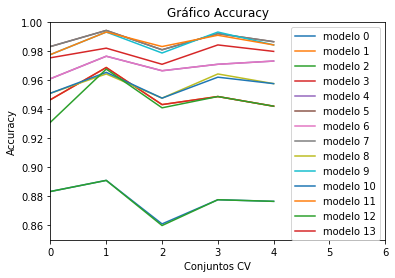 Gráfico Accuracy
1.00
0.98
0.96
0.94
0.92
0.90
0.88
0.86
Accuracy
0 1 2 3 4 5 6
Conjuntos CV
modelo 0
modelo 1
modelo 2
modelo 3
modelo 4
modelo 5
modelo 6
modelo 7
modelo 8
modelo 9
modelo 10
modelo 11
modelo 12
modelo 13